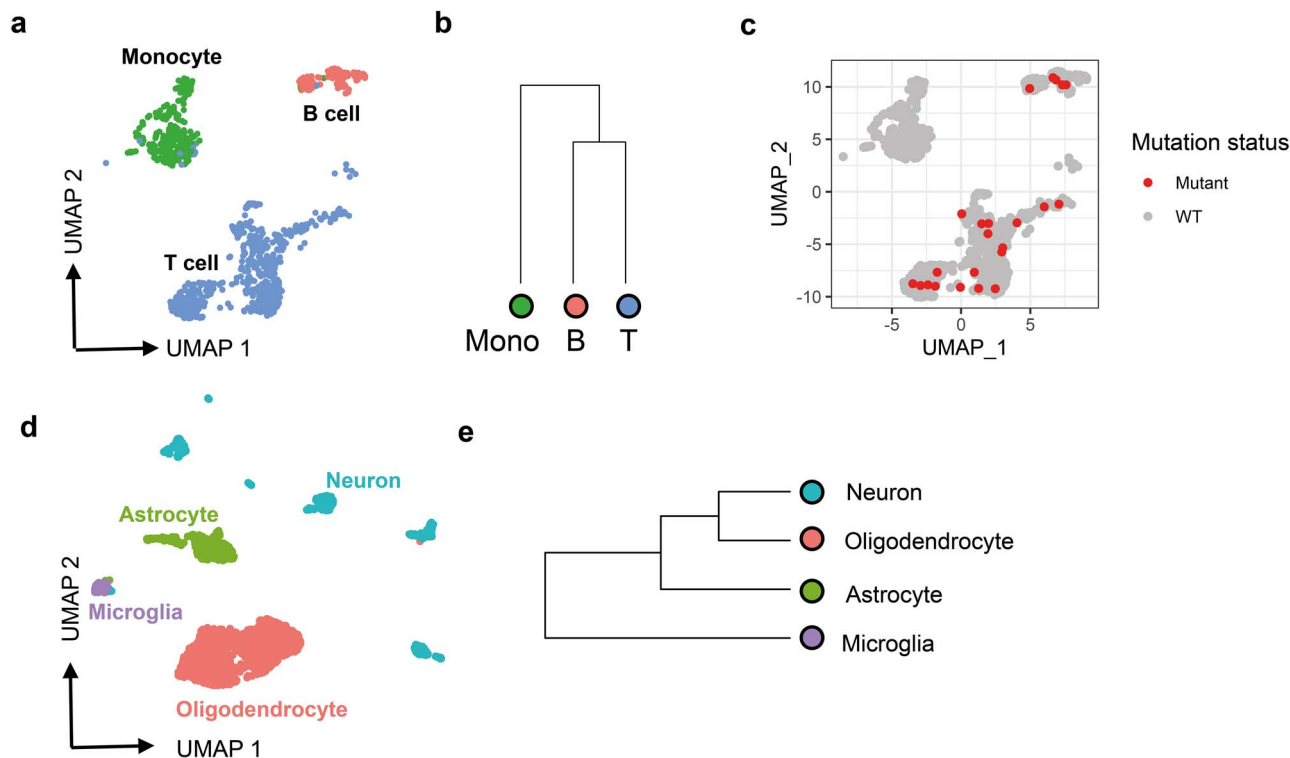 a
Monocyte
B cell
T cell
UMAP 2
UMAP 1
b
Mono B T
c
10
5
0
-5
-10
UMAP_2
-5 0 5
UMAP_1
Mutation status
Mutant
WT
d
Neuron
Astrocyte
Microglia
Oligodendrocyte
UMAP 2
UMAP 1
e
Neuron
Oligodendrocyte
Astrocyte
Microglia